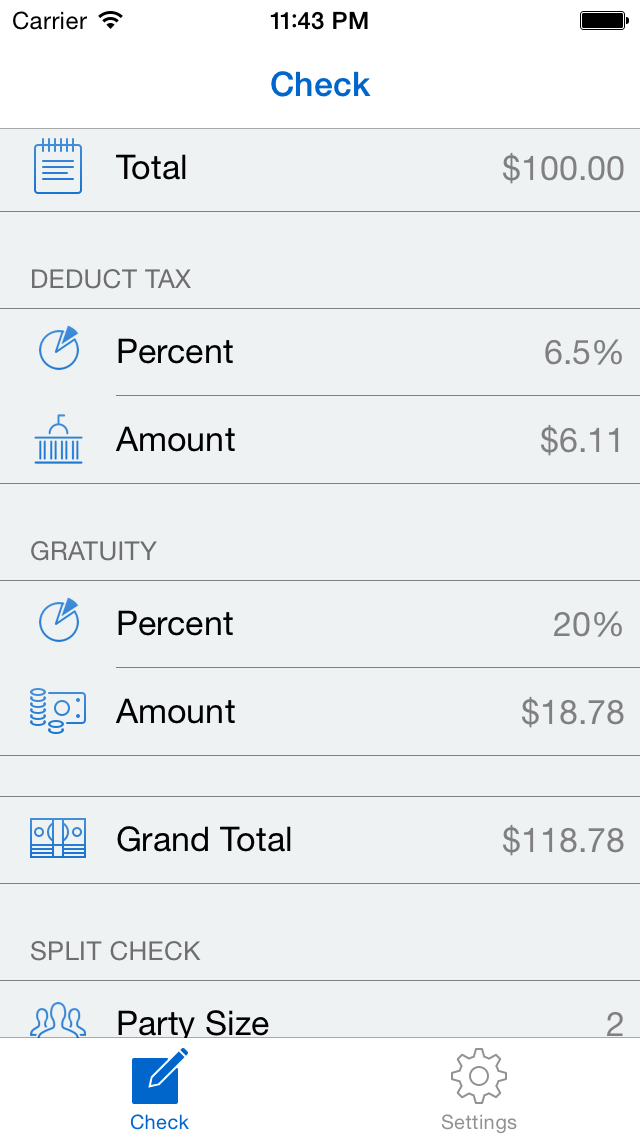 Carrier 11:43 PM
Check
Total $100.00
DEDUCT TAX
Percent 6.5%
Amount $6.11
GRATUITY
Percent 20%
Amount $18.78
Grand Total $118.78
SPLIT CHECK
Party Size 2
Check Settings